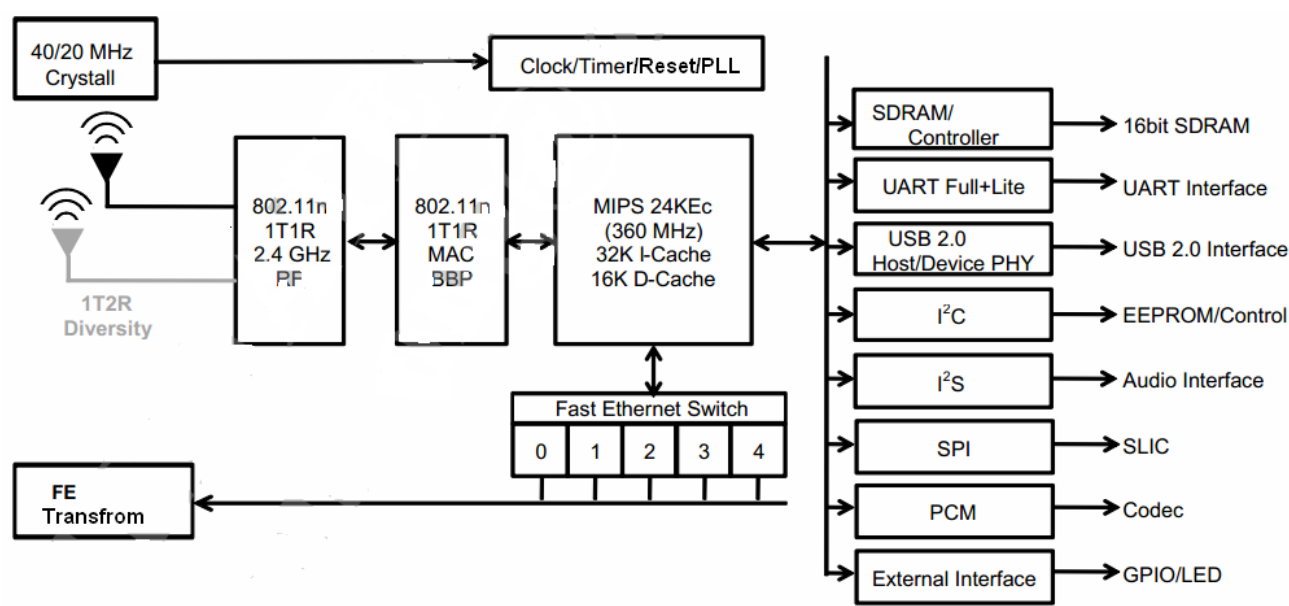 40/20 MHz
Crystall
Clock/Timer/Reset/PLL
802.11n
1T1R
2.4 GHz
RF
802.11n
1T1R
MAC
BBP
MIPS 24KEc
(360 MHz)
32K I-Cache
16K D-Cache
1T2R
Diversity
Fast Ethernet Switch
0 1 2 3 4
FE
Transfrom
SDRAM/
Controller
16bit SDRAM
UART Full+Lite
UART Interface
USB 2.0
Host/Device PHY
USB 2.0 Interface
I²C
EEPROM/Control
I²S
Audio Interface
SPI
SLIC
PCM
Codec
External Interface
GPIO/LED